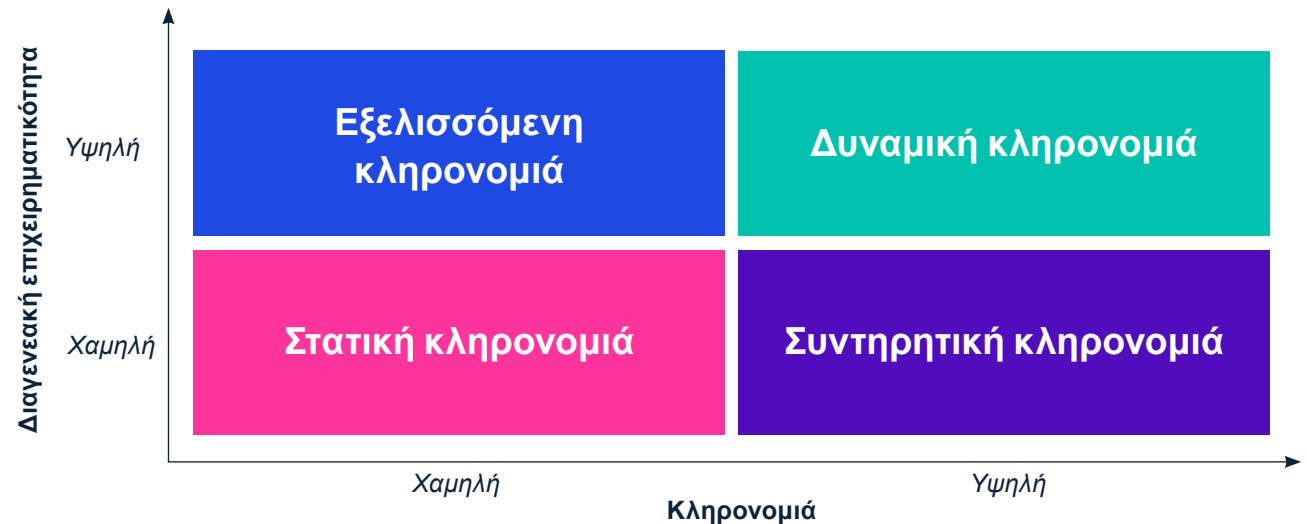 Διαγενεακή επιχειρηματικότητα
Υψηλή
Εξελισσόμενη
κληρονομιά
Δυναμική κληρονομιά
Χαμηλή
Στατική κληρονομιά
Συντηρητική κληρονομιά
Χαμηλή
Υψηλή
Κληρονομιά